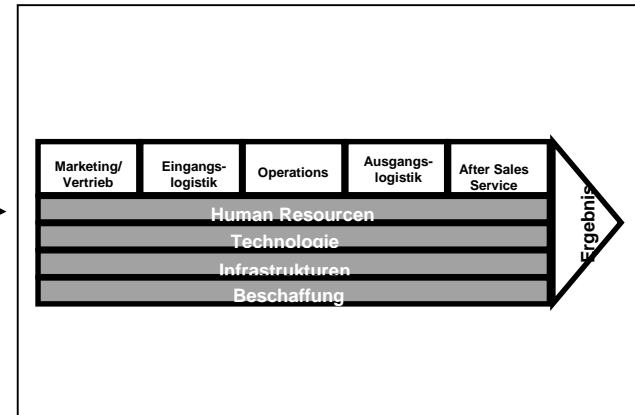 Marketing/
Vertrieb
Eingangs-
logistik
Operations
Ausgangs-
logistik
After Sales
Service
Human Resourcen
Technologie
Infrastrukturen
Beschaffung
Ergebnis